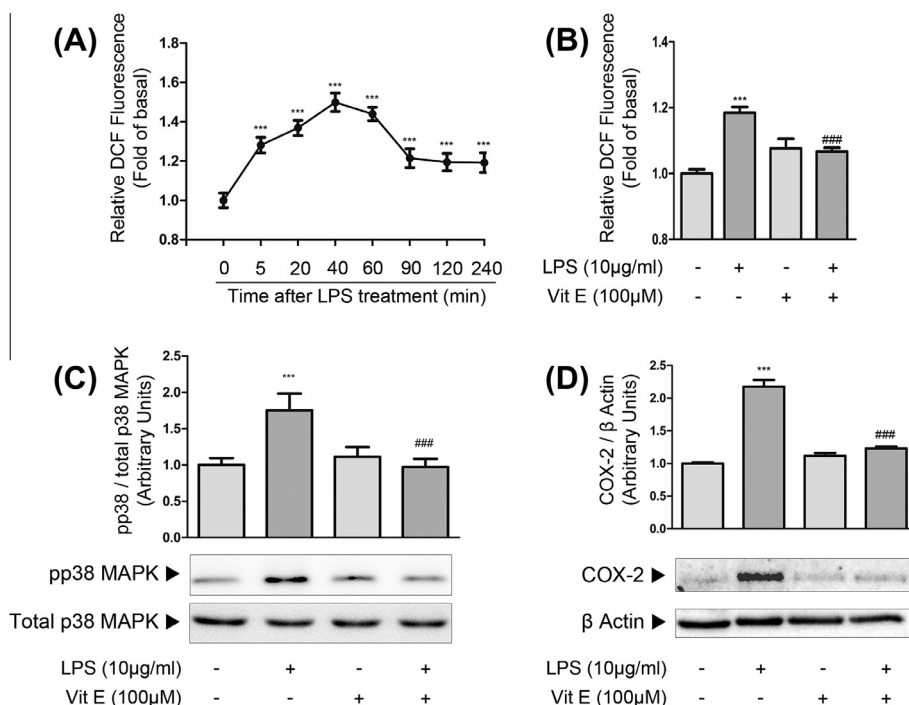 (A)
Relative DCF Fluorescence
(Fold of basal)
1.8
1.6
1.4
1.2
1.0
0.8
***
***
***
***
***
***
***
0 5 20 40 60 90 120 240
Time after LPS treatment (min)
(B)
Relative DCF Fluorescence
(Fold of basal)
1.4
1.2
1.0
0.8
***
###
LPS (10µg/ml) - + - +
Vit E (100µM) - - + +
(C)
pp38 / total p38 MAPK
(Arbitrary Units)
2.5
2.0
1.5
1.0
0.5
0.0
***
###
pp38 MAPK
Total p38 MAPK
LPS (10µg/ml) - + - +
Vit E (100µM) - - + +
(D)
COX-2 / β Actin
(Arbitrary Units)
2.5
2.0
1.5
1.0
0.5
0.0
***
###
COX-2
β Actin
LPS (10µg/ml) - + - +
Vit E (100µM) - - + +